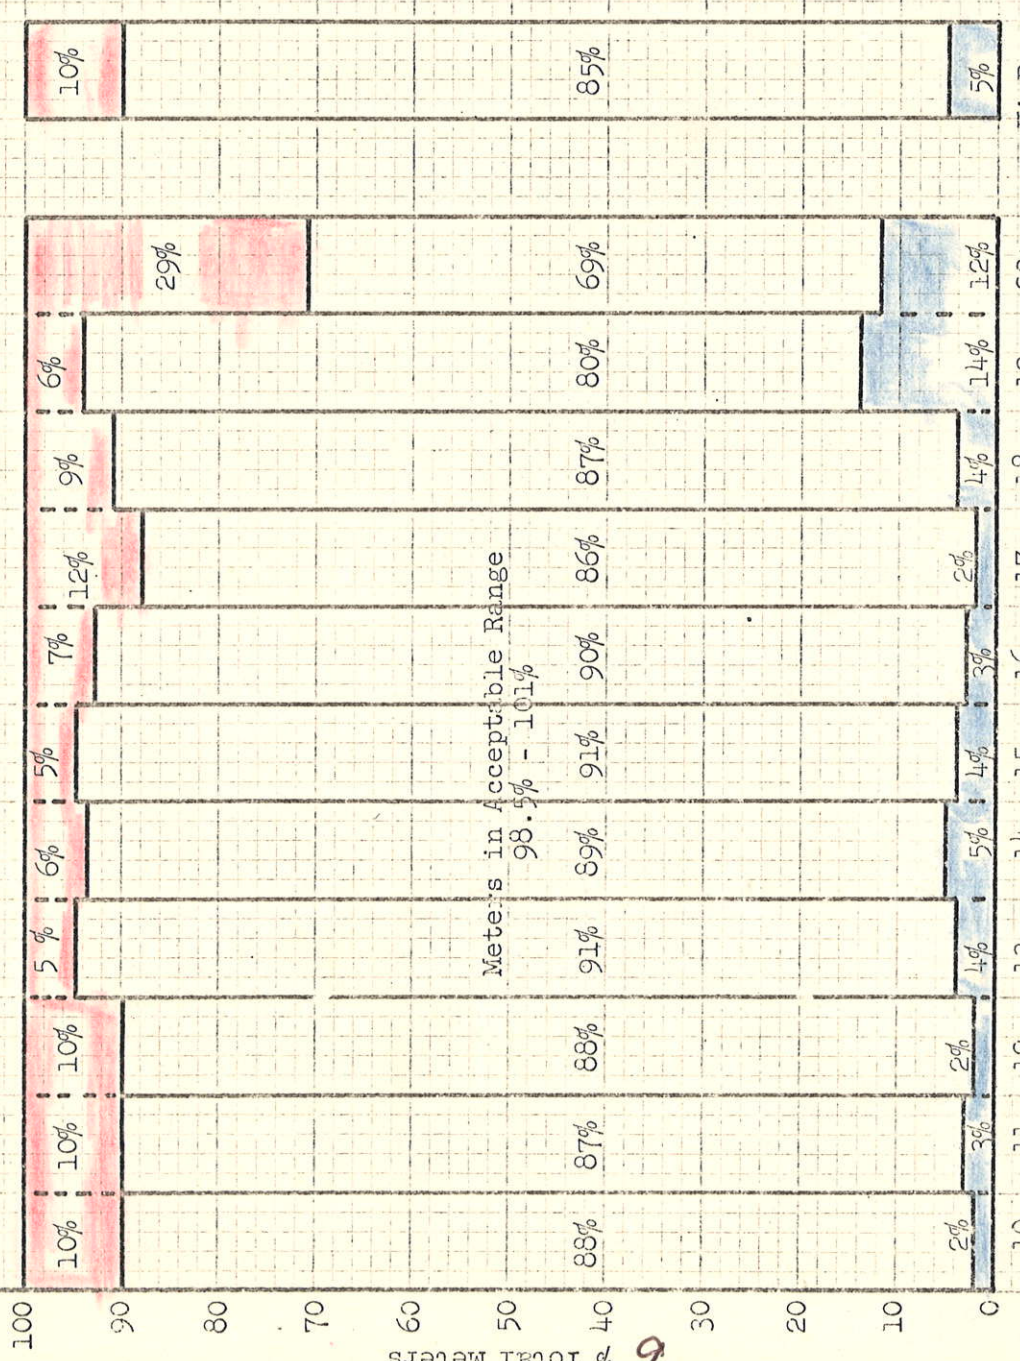 100
10% 10% 10% 5 % 6% 5% 7% 12% 9% 6% 29% 10%
90
80
70
60
50
Meters in Acceptable Range
98.5% - 101%
40
88% 87% 88% 91% 89% 91% 90% 86% 87% 80% 69% 85%
30
20
10
2% 3% 2% 4% 5% 4% 3% 2% 4% 14% 12% 5%
0
Total Meters